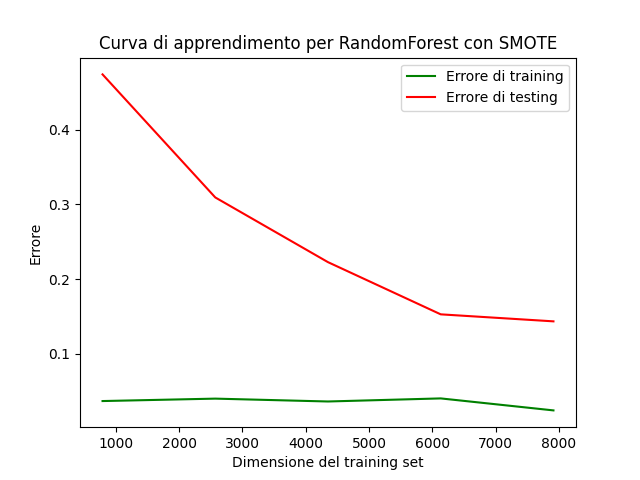 Curva di apprendimento per RandomForest con SMOTE
Errore di training
Errore di testing
0.4
0.3
0.2
0.1
Errore
1000 2000 3000 4000 5000 6000 7000 8000
Dimensione del training set